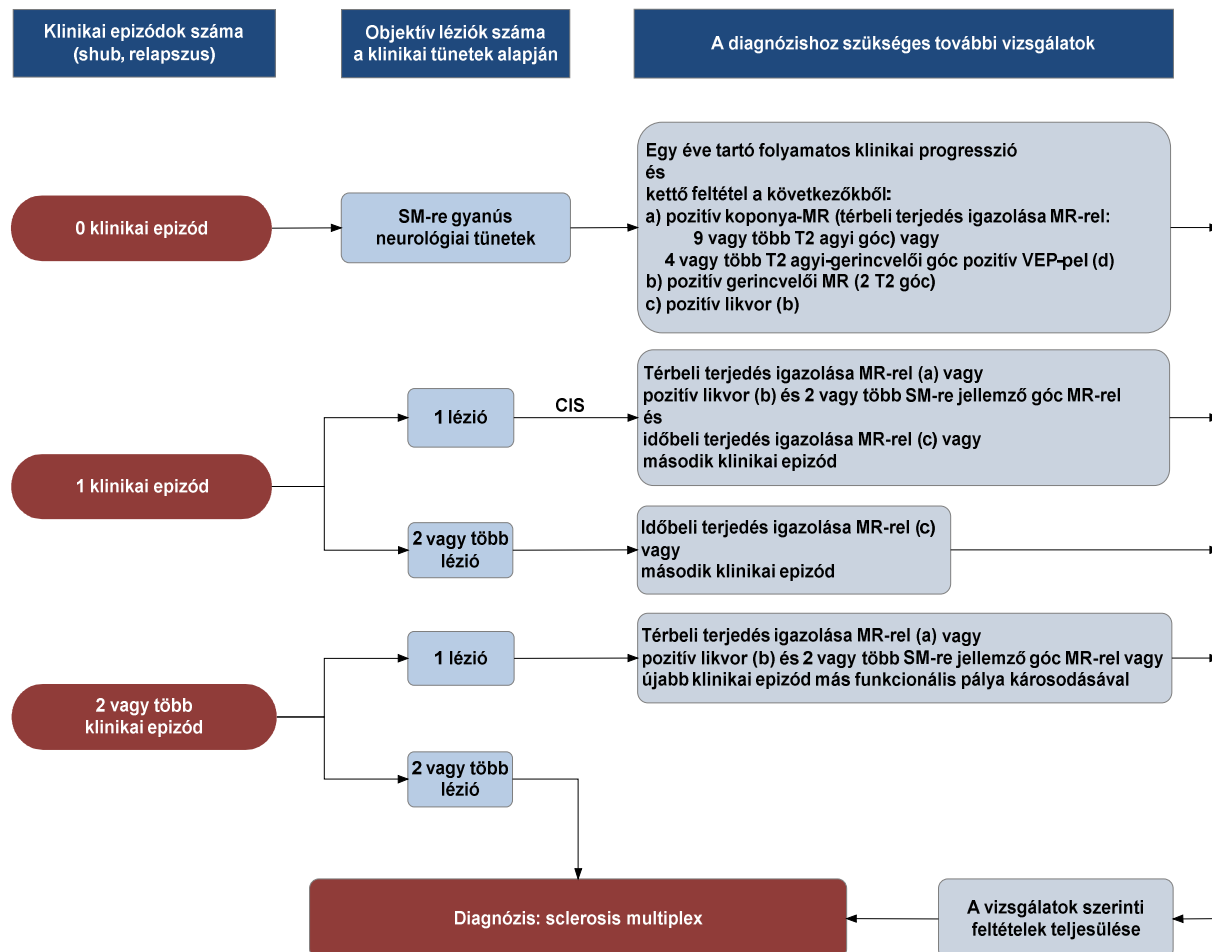 Klinikai epizódok száma
(shub, relapszus)
Objektív léziók száma
a klinikai tünetek alapján
A diagnózishoz szükséges további vizsgálatok
0 klinikai epizód
SM-re gyanús
neurológiai tünetek
Egy éve tartó folyamatos klinikai progresszió
és
kettő feltétel a következőkből:
a) pozitív koponya-MR (térbeli terjedés igazolása MR-rel:
9 vagy több T2 agyi góc) vagy
4 vagy több T2 agyi-gerincvelői góc pozitív VEP-pel (d)
b) pozitív gerincvelői MR (2 T2 góc)
c) pozitív likvor (b)
1 klinikai epizód
1 lézió
CIS
Térbeli terjedés igazolása MR-rel (a) vagy
pozitív likvor (b) és 2 vagy több SM-re jellemző góc MR-rel
és
időbeli terjedés igazolása MR-rel (c) vagy
második klinikai epizód
2 vagy több
lézió
Időbeli terjedés igazolása MR-rel (c)
vagy
második klinikai epizód
2 vagy több
klinikai epizód
1 lézió
Térbeli terjedés igazolása MR-rel (a) vagy
pozitív likvor (b) és 2 vagy több SM-re jellemző góc MR-rel vagy
újabb klinikai epizód más funkcionális pálya károsodásával
2 vagy több
lézió
Diagnózis: sclerosis multiplex
A vizsgálatok szerinti
feltételek teljesülése